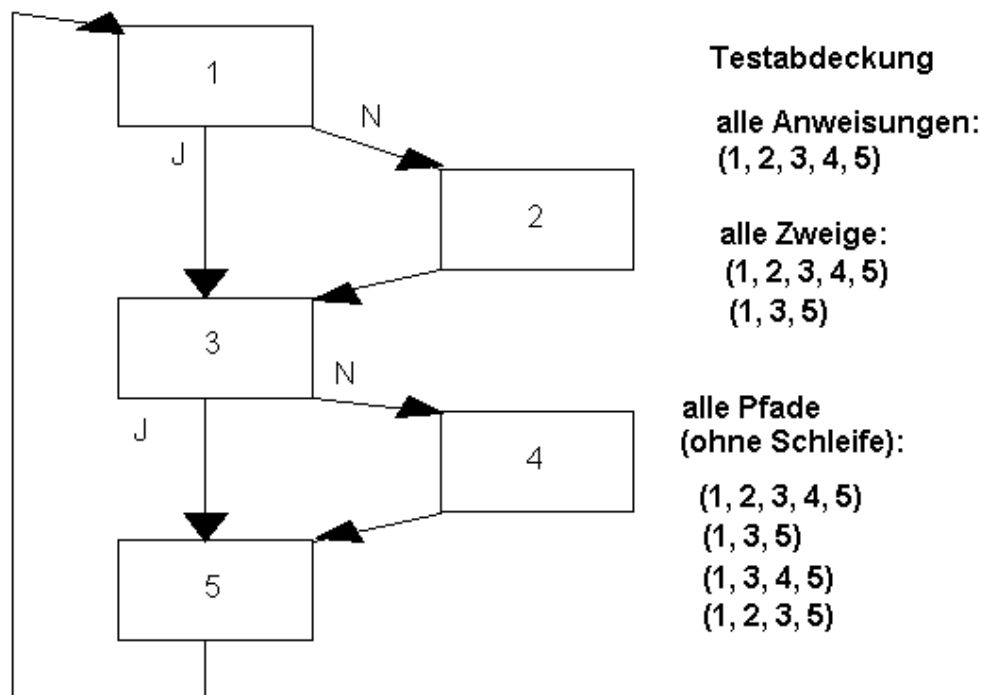 1
N
J
2
3
N
J
4
5
Testabdeckung
alle Anweisungen:
(1, 2, 3, 4, 5)
alle Zweige:
(1, 2, 3, 4, 5)
(1, 3, 5)
alle Pfade
(ohne Schleife):
(1, 2, 3, 4, 5)
(1, 3, 5)
(1, 3, 4, 5)
(1, 2, 3, 5)